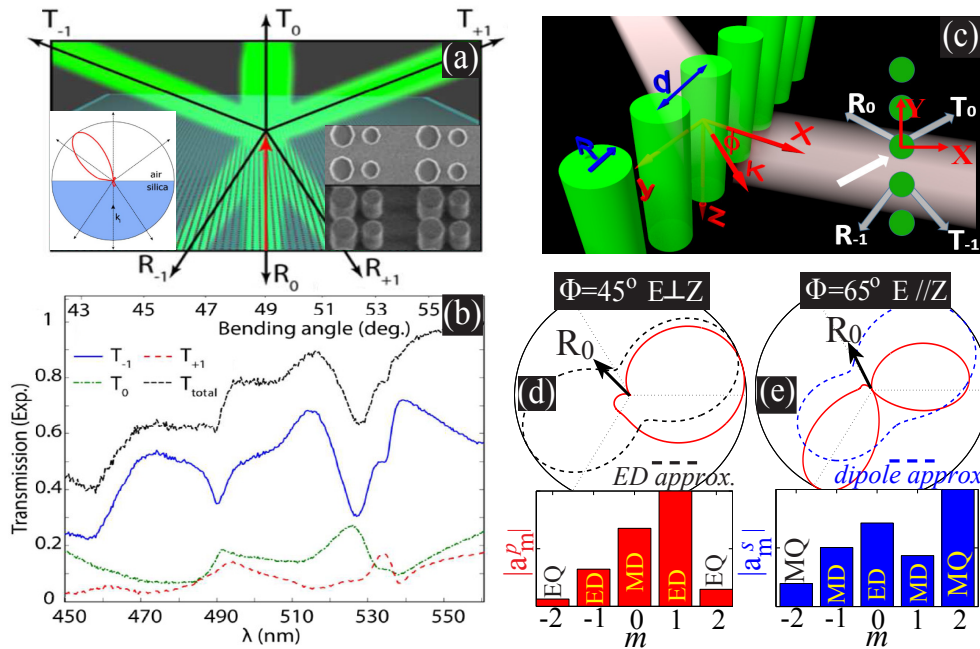 T-1
T0
T+1
(a)
air
silica
ki
R-1
R0
R+1
(c)
d
R
y
x
Φ
k
z
R0
Y
T0
X
R-1
T-1
43
45
47
49
51
53
55
Bending angle (deg.)
(b)
T-1
T+1
T0
Ttotal
Transmission (Exp.)
1
0.8
0.6
0.4
0.2
0
450
470
490
510
530
550
λ (nm)
Φ=45° E⊥Z
R0
(d)
ED approx.
|a^p_m|
EQ
ED
MD
ED
EQ
-2
-1
0
1
2
m
Φ=65° E //Z
R0
(e)
dipole approx.
|a^s_m|
MQ
MD
ED
MD
MQ
-2
-1
0
1
2
m